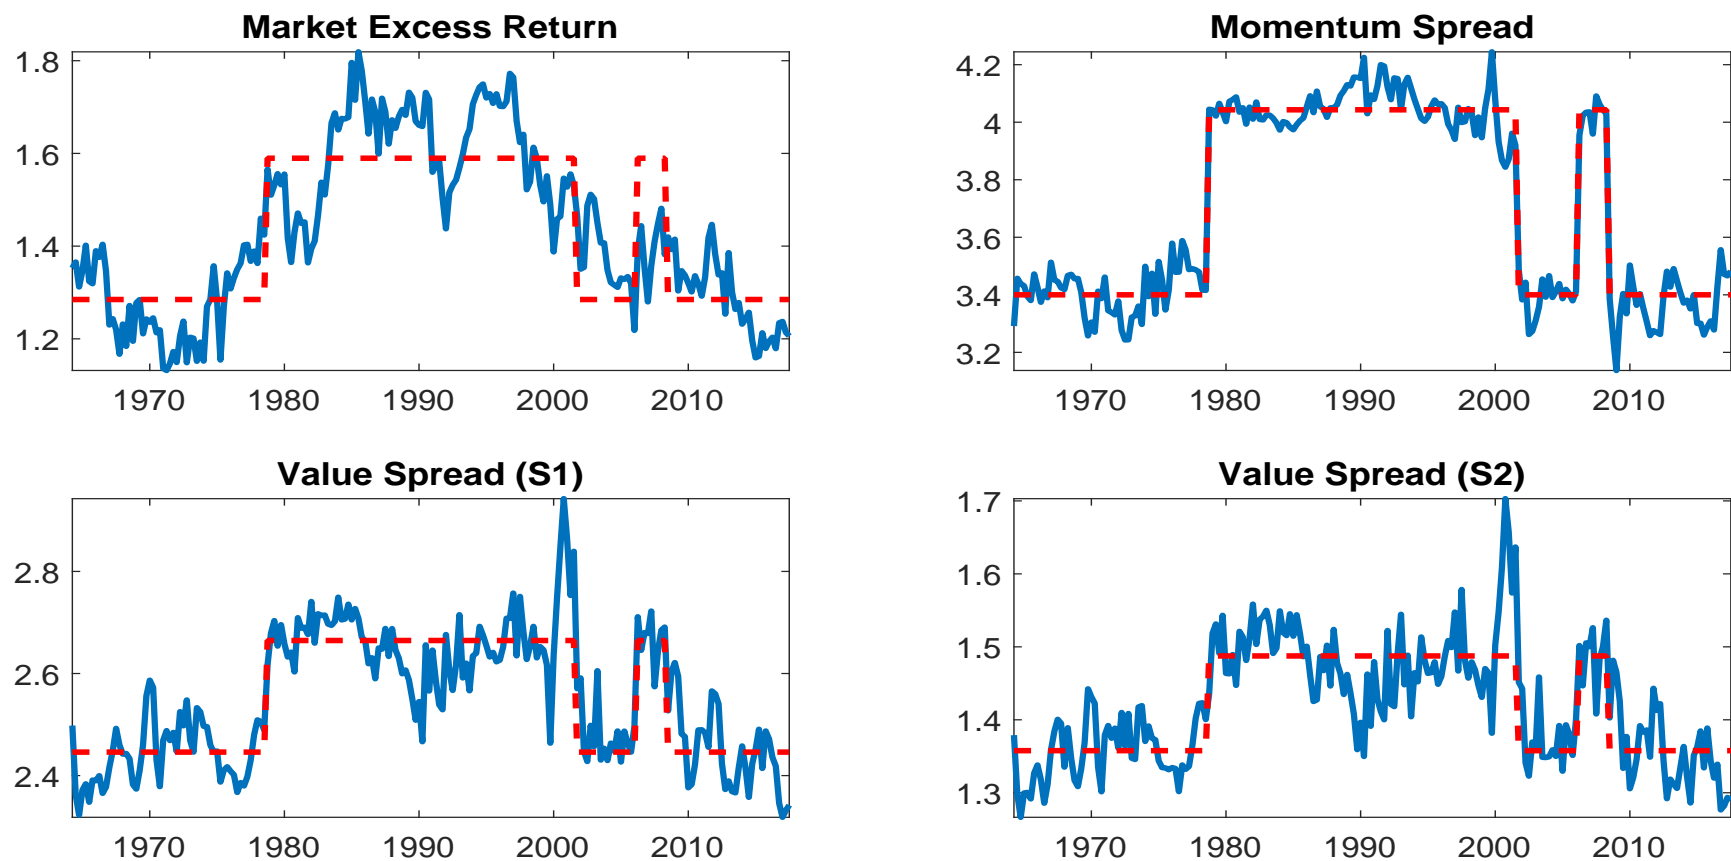 Market Excess Return
1.8
1.6
1.4
1.2
1970 1980 1990 2000 2010
Momentum Spread
4.2
4
3.8
3.6
3.4
3.2
1970 1980 1990 2000 2010
Value Spread (S1)
2.8
2.6
2.4
1970 1980 1990 2000 2010
Value Spread (S2)
1.7
1.6
1.5
1.4
1.3
1970 1980 1990 2000 2010